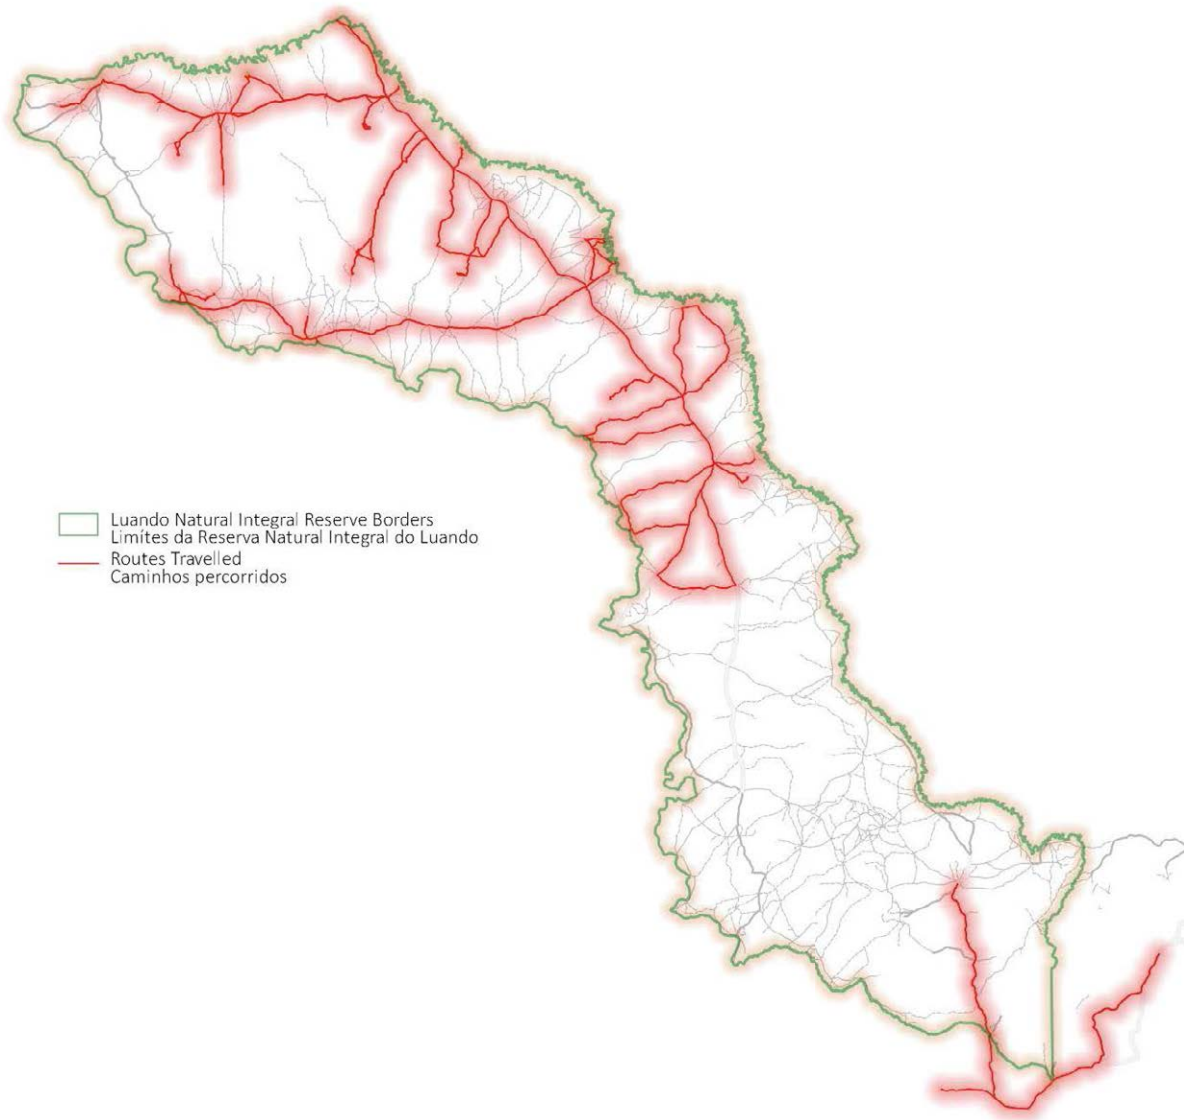 Luando Natural Integral Reserve Borders
Limítes da Reserva Natural Integral do Luando
Routes Travelled
Caminhos percorridos